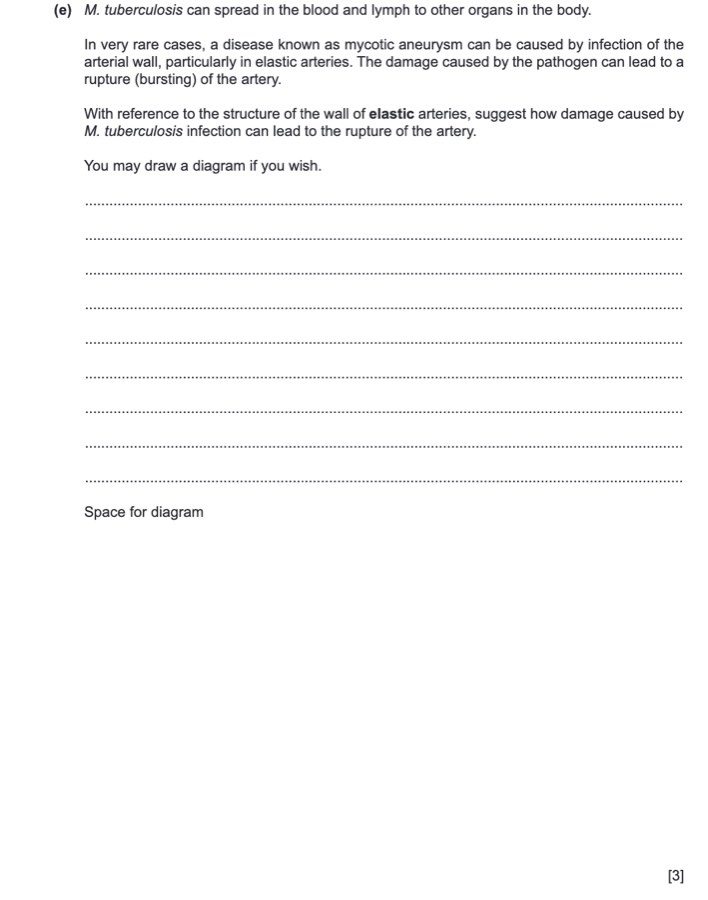 (e) M. tuberculosis can spread in the blood and lymph to other organs in the body.
In very rare cases, a disease known as mycotic aneurysm can be caused by infection of the
arterial wall, particularly in elastic arteries. The damage caused by the pathogen can lead to a
rupture (bursting) of the artery.
With reference to the structure of the wall of elastic arteries, suggest how damage caused by
M. tuberculosis infection can lead to the rupture of the artery.
You may draw a diagram if you wish.
Space for diagram
[3]